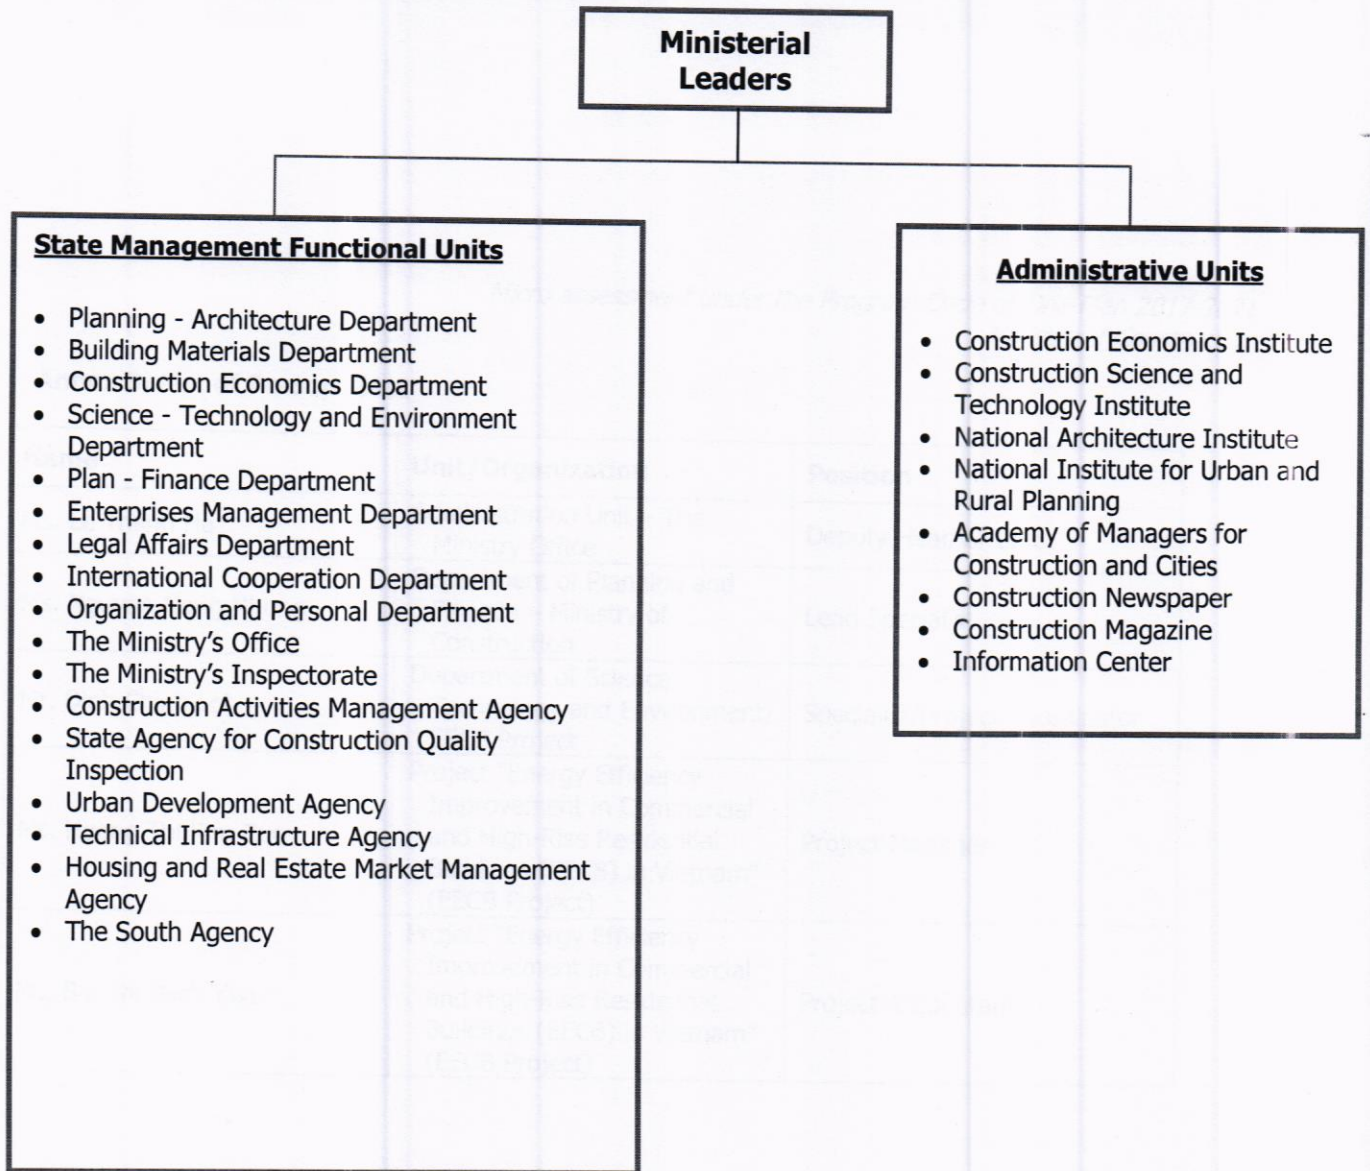 Ministerial
Leaders
State Management Functional Units
• Planning - Architecture Department
• Building Materials Department
• Construction Economics Department
• Science - Technology and Environment
Department
• Plan - Finance Department
• Enterprises Management Department
• Legal Affairs Department
• International Cooperation Department
• Organization and Personal Department
• The Ministry's Office
• The Ministry's Inspectorate
• Construction Activities Management Agency
• State Agency for Construction Quality
Inspection
• Urban Development Agency
• Technical Infrastructure Agency
• Housing and Real Estate Market Management
Agency
• The South Agency
Administrative Units
• Construction Economics Institute
• Construction Science and
Technology Institute
• National Architecture Institute
• National Institute for Urban and
Rural Planning
• Academy of Managers for
Construction and Cities
• Construction Newspaper
• Construction Magazine
• Information Center